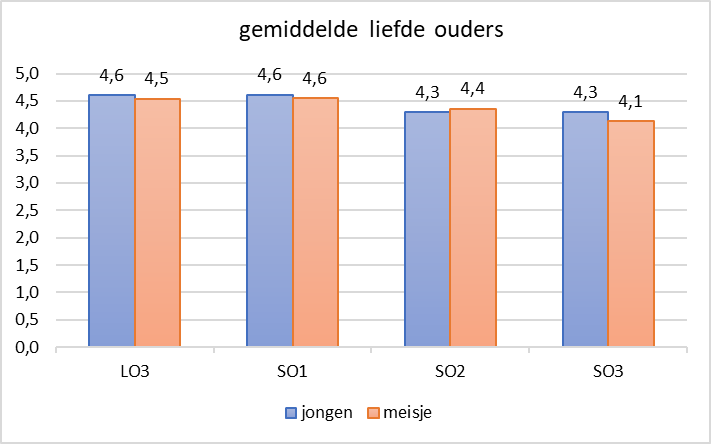 gemiddelde liefde ouders
5,0
4,5
4,0
3,5
3,0
2,5
2,0
1,5
1,0
0,5
0,0
4,6 4,5 4,6 4,6 4,3 4,4 4,3 4,1
LO3 SO1 SO2 SO3
jongen meisje